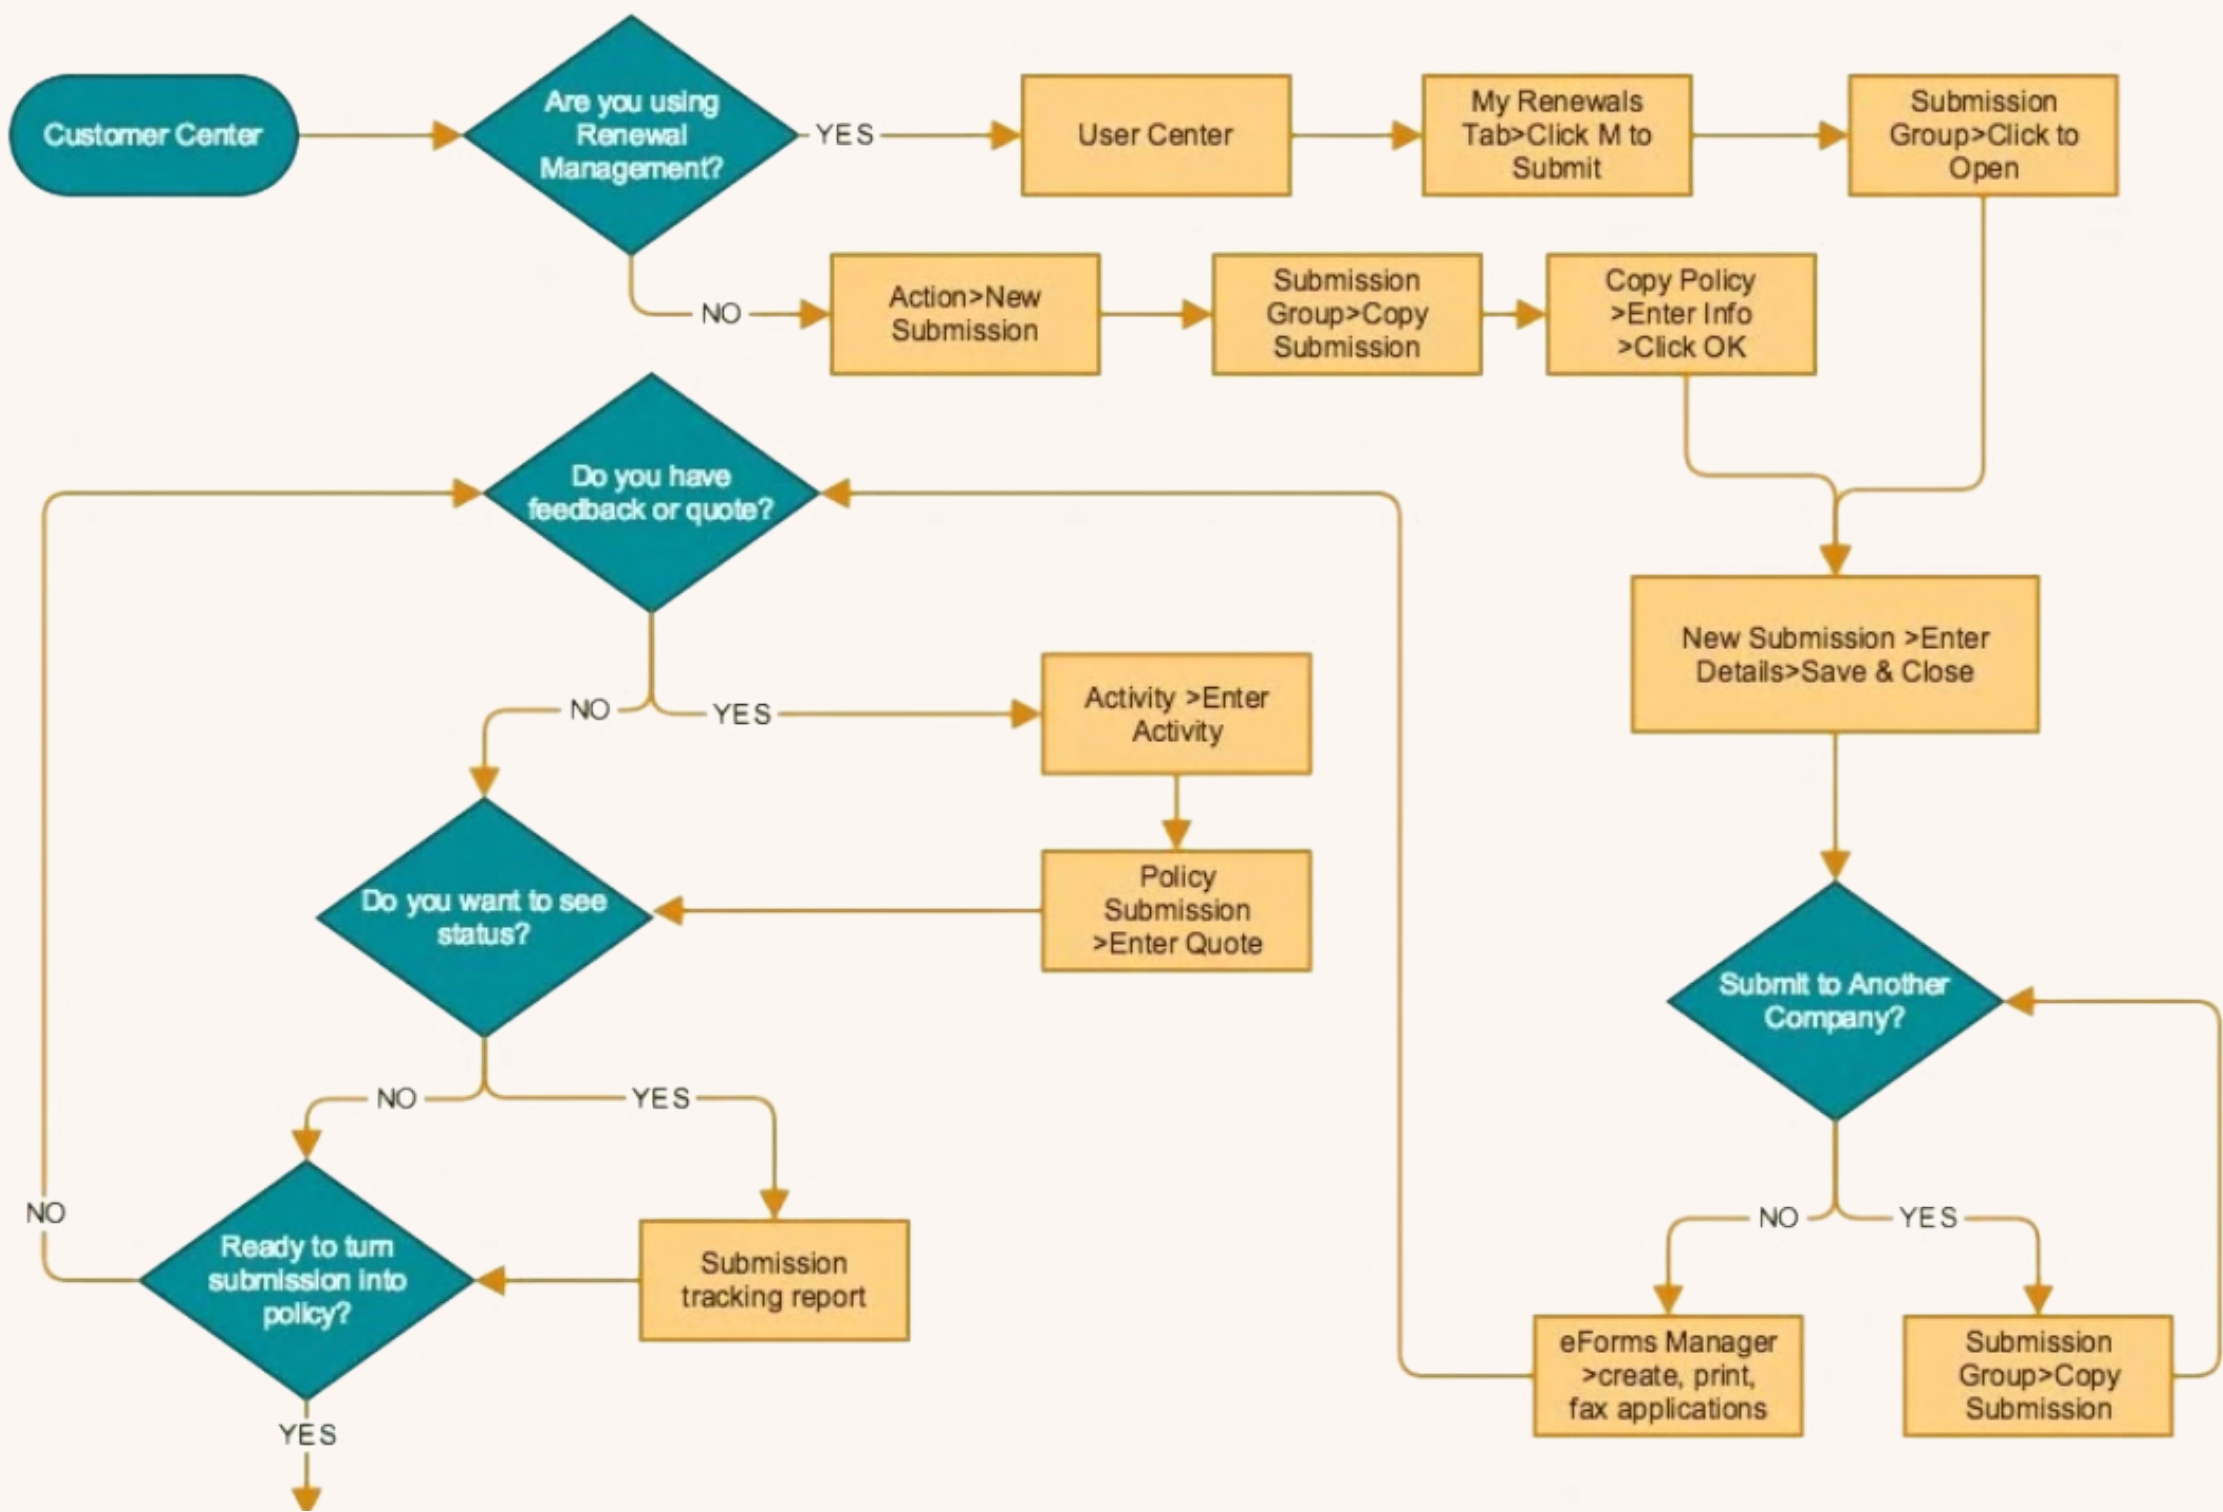 Customer Center
Are you using
Renewal
Management?
YES
User Center
My Renewals
Tab>Click M to
Submit
Submission
Group>Click to
Open
NO
Action>New
Submission
Submission
Group>Copy
Submission
Copy Policy
>Enter Info
>Click OK
Do you have
feedback or quote?
New Submission >Enter
Details>Save & Close
NO
YES
Activity >Enter
Activity
Policy
Submission
>Enter Quote
Do you want to see
status?
Submit to Another
Company?
NO
YES
NO
Ready to turn
submission into
policy?
Submission
tracking report
NO
YES
eForms Manager
>create, print,
fax applications
Submission
Group>Copy
Submission
YES